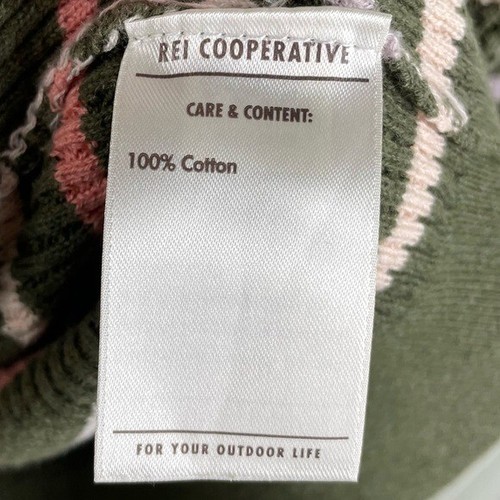 REI COOPERATIVE
CARE & CONTENT:
100% Cotton
FOR YOUR OUTDOOR LIFE